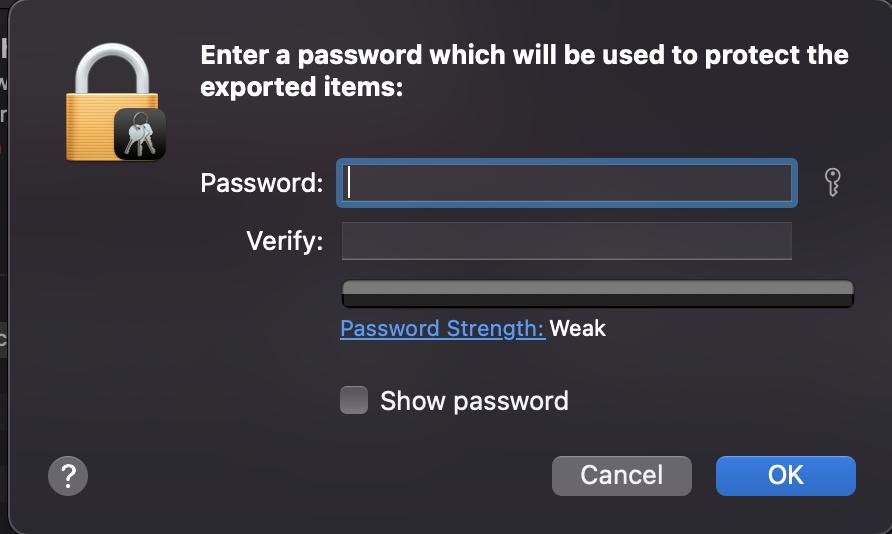 Enter a password which will be used to protect the
exported items:
Password:
Verify:
Password Strength: Weak
Show password
?
Cancel
OK